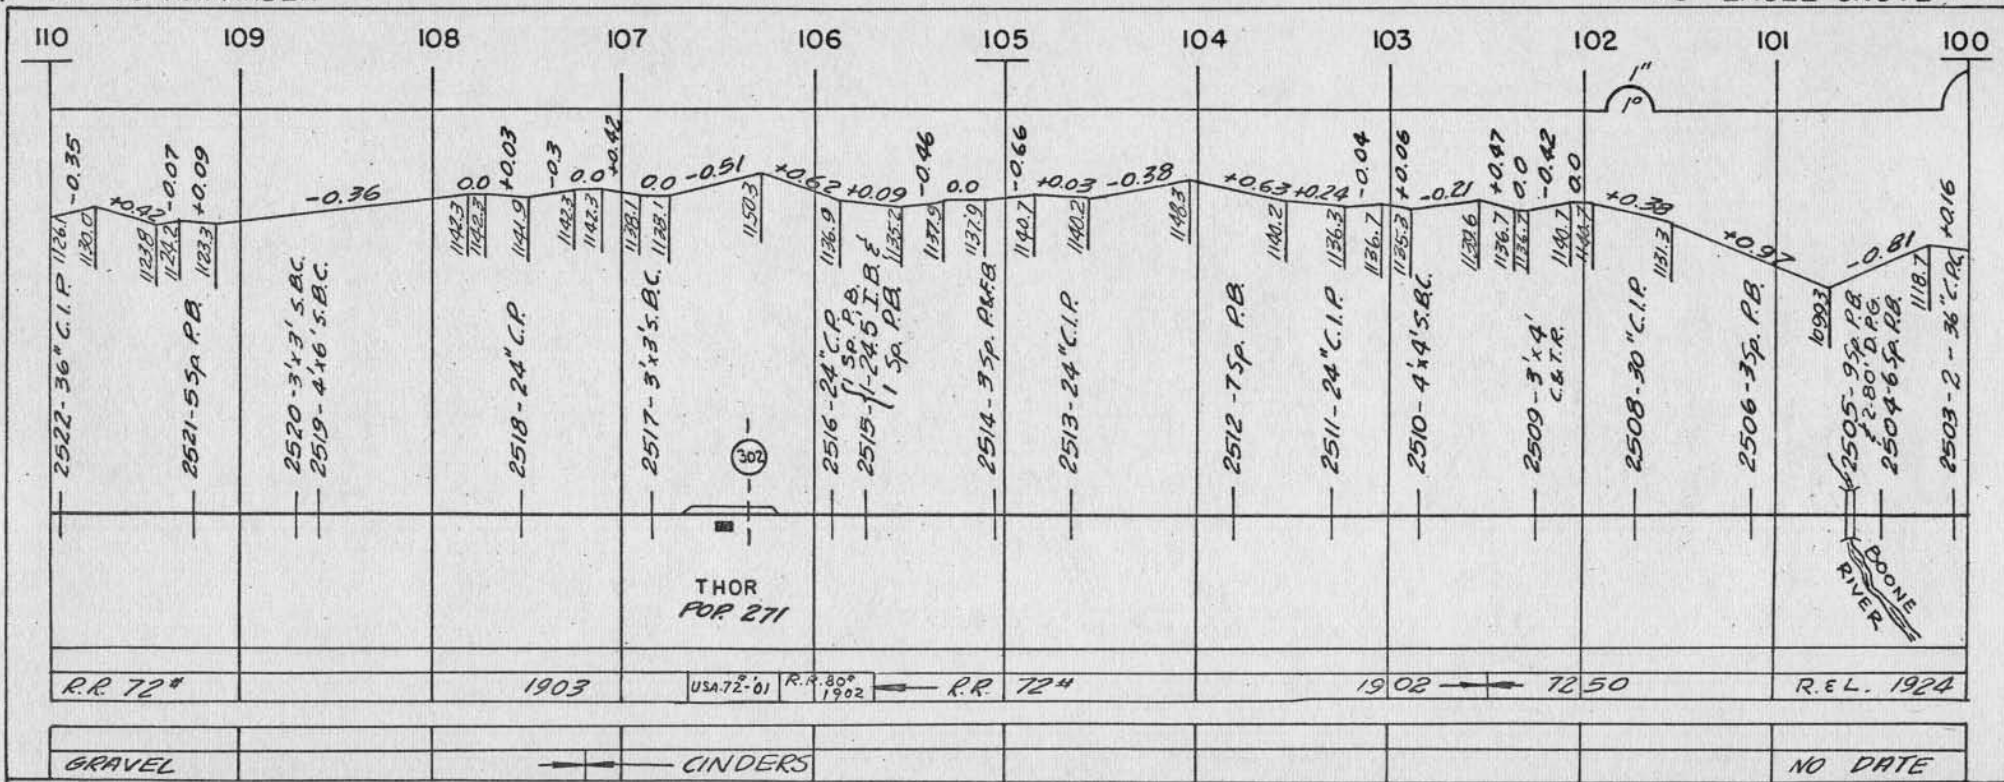 110 109 108 107 106 105 104 103 102 101 100
1"
1°
-0.35 +0.42 -0.07 +0.09 -0.36 0.0 +0.03 -0.3 0.0 +0.42 0.0 -0.51 +0.62 +0.09 -0.46 0.0 -0.66 +0.03 -0.38 +0.63 +0.24 -0.04 +0.06 -0.21 +0.47 0.0 -0.42 0.0 +0.38 +0.97 -0.81 +0.16
1126.1 1130.0 1123.8 1124.2 1123.3 1142.3 1142.3 1141.9 1142.3 1142.3 1138.1 1138.1 1150.3 1136.9 1135.2 1137.9 1137.9 1140.7 1140.2 1148.3 1140.2 1136.3 1136.7 1135.3 1139.6 1136.7 1136.7 1140.7 1140.7 1131.3 1099.3 1118.7
2522-36" C.I.P.
2521-5 Sp. P.B.
2520-3'x3' S.B.C.
2519-4'x6' S.B.C.
2518-24" C.P.
2517-3'x3' S.B.C.
302
2516-24" C.P.
2515-{1 Sp. P.B.
1-24.5' I.B. &
1 Sp. P.B.
2514-3 Sp. P.&F.B.
2513-24" C.I.P.
2512-7 Sp. P.B.
2511-24" C.I.P.
2510-4'x4' S.B.C.
2509-3'x4'
C.&T.R.
2508-30" C.I.P.
2506-3 Sp. P.B.
2505-9 Sp. P.B.
& 2-80' D.P.G.
2504-6 Sp. P.B.
2503-2-36" C.P.
THOR
POP. 271
BOONE
RIVER
R.R. 72# 1903 USA-72#-'01 R.R. 80# 1902 R.R. 72# 1902 7250 R.&L. 1924
GRAVEL CINDERS NO DATE